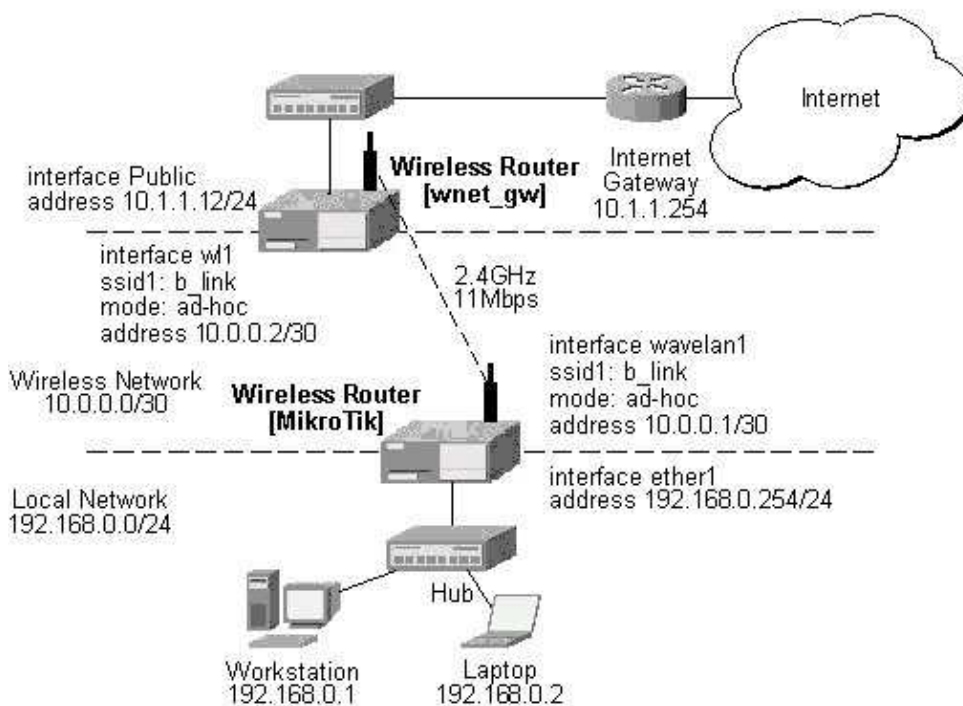 Internet
Wireless Router
[wnet_gw]
Internet
Gateway
10.1.1.254
interface Public
address 10.1.1.12/24
interface wl1
ssid1: b_link
mode: ad-hoc
address 10.0.0.2/30
2.4GHz
11Mbps
Wireless Network
10.0.0.0/30
Wireless Router
[MikroTik]
interface wavelan1
ssid1: b_link
mode: ad-hoc
address 10.0.0.1/30
interface ether1
address 192.168.0.254/24
Local Network
192.168.0.0/24
Hub
Workstation
192.168.0.1
Laptop
192.168.0.2